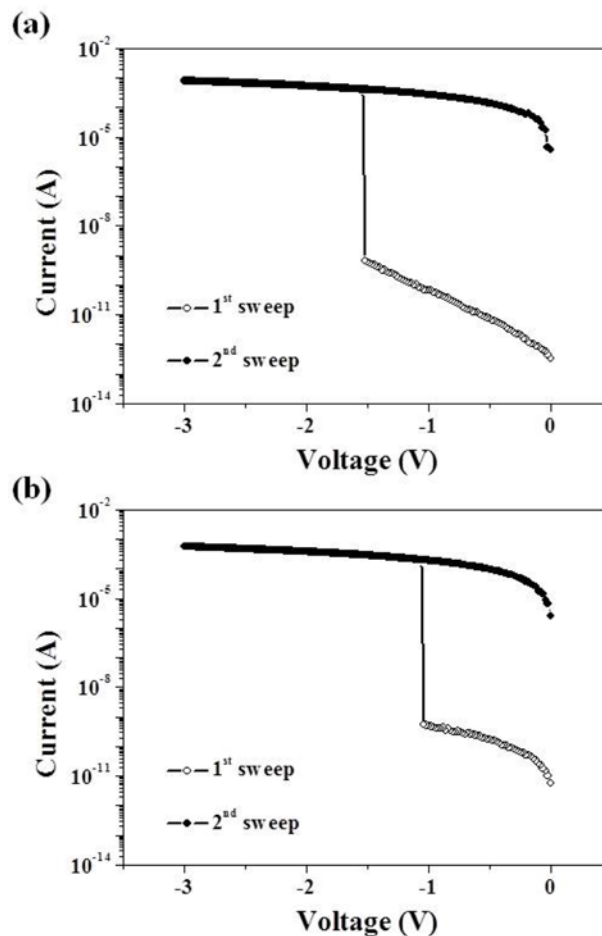 (a)
10⁻²
10⁻⁵
10⁻⁸
10⁻¹¹
10⁻¹⁴
Current (A)
1ˢᵗ sweep
2ⁿᵈ sweep
-3 -2 -1 0
Voltage (V)
(b)
10⁻²
10⁻⁵
10⁻⁸
10⁻¹¹
10⁻¹⁴
Current (A)
1ˢᵗ sweep
2ⁿᵈ sweep
-3 -2 -1 0
Voltage (V)